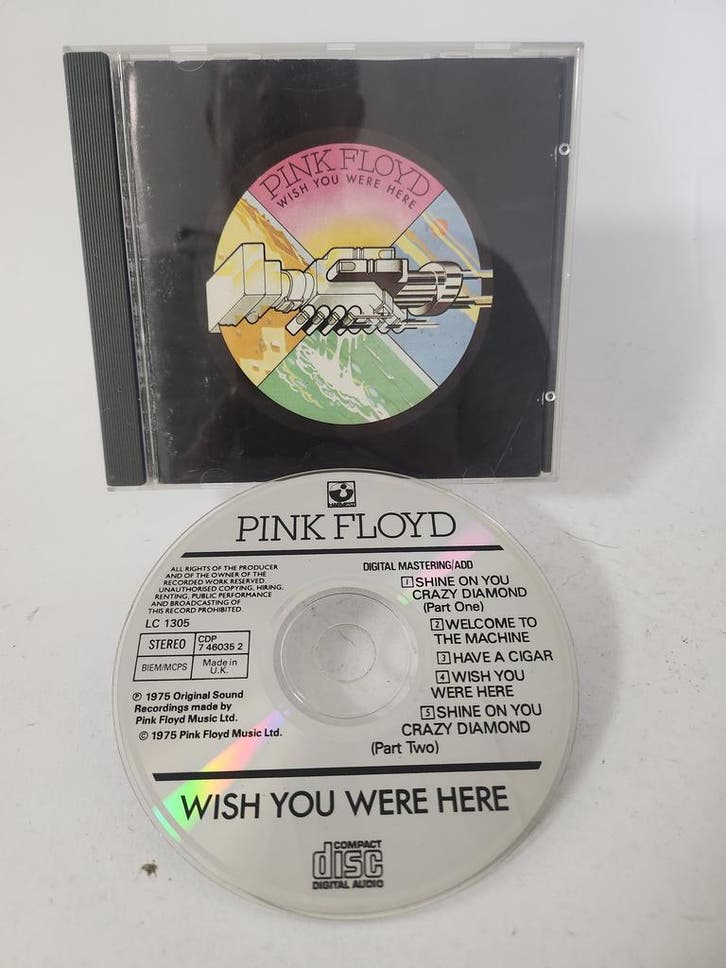 PINK FLOYD
WISH YOU WERE HERE
HARVEST
PINK FLOYD
ALL RIGHTS OF THE PRODUCER
AND OF THE OWNER OF THE
RECORDED WORK RESERVED.
UNAUTHORISED COPYING, HIRING,
RENTING, PUBLIC PERFORMANCE
AND BROADCASTING OF
THIS RECORD PROHIBITED.
LC 1305
STEREO
CDP
7 46035 2
BIEM/MCPS
Made in
U.K.
℗ 1975 Original Sound
Recordings made by
Pink Floyd Music Ltd.
© 1975 Pink Floyd Music Ltd.
DIGITAL MASTERING/ADD
1 SHINE ON YOU
CRAZY DIAMOND
(Part One)
2 WELCOME TO
THE MACHINE
3 HAVE A CIGAR
4 WISH YOU
WERE HERE
5 SHINE ON YOU
CRAZY DIAMOND
(Part Two)
WISH YOU WERE HERE
COMPACT
disc
DIGITAL AUDIO